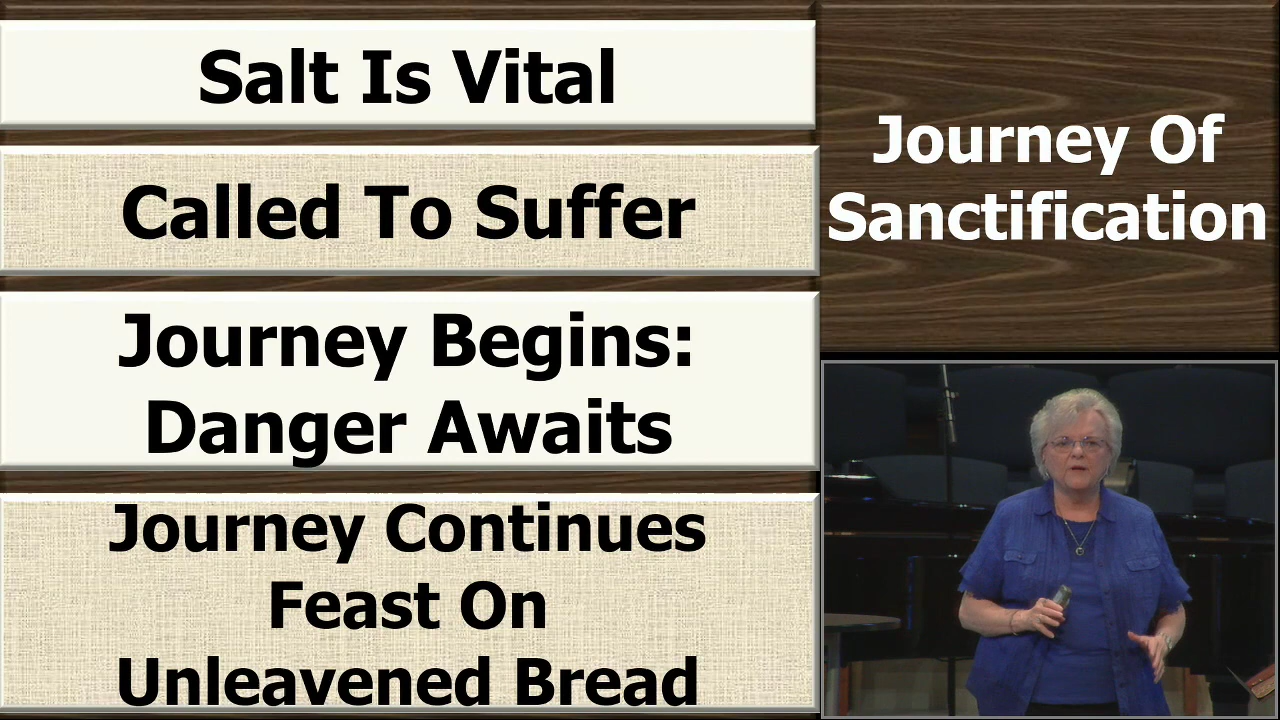 Salt Is Vital
Called To Suffer
Journey Begins:
Danger Awaits
Journey Continues
Feast On
Unleavened Bread
Journey Of
Sanctification